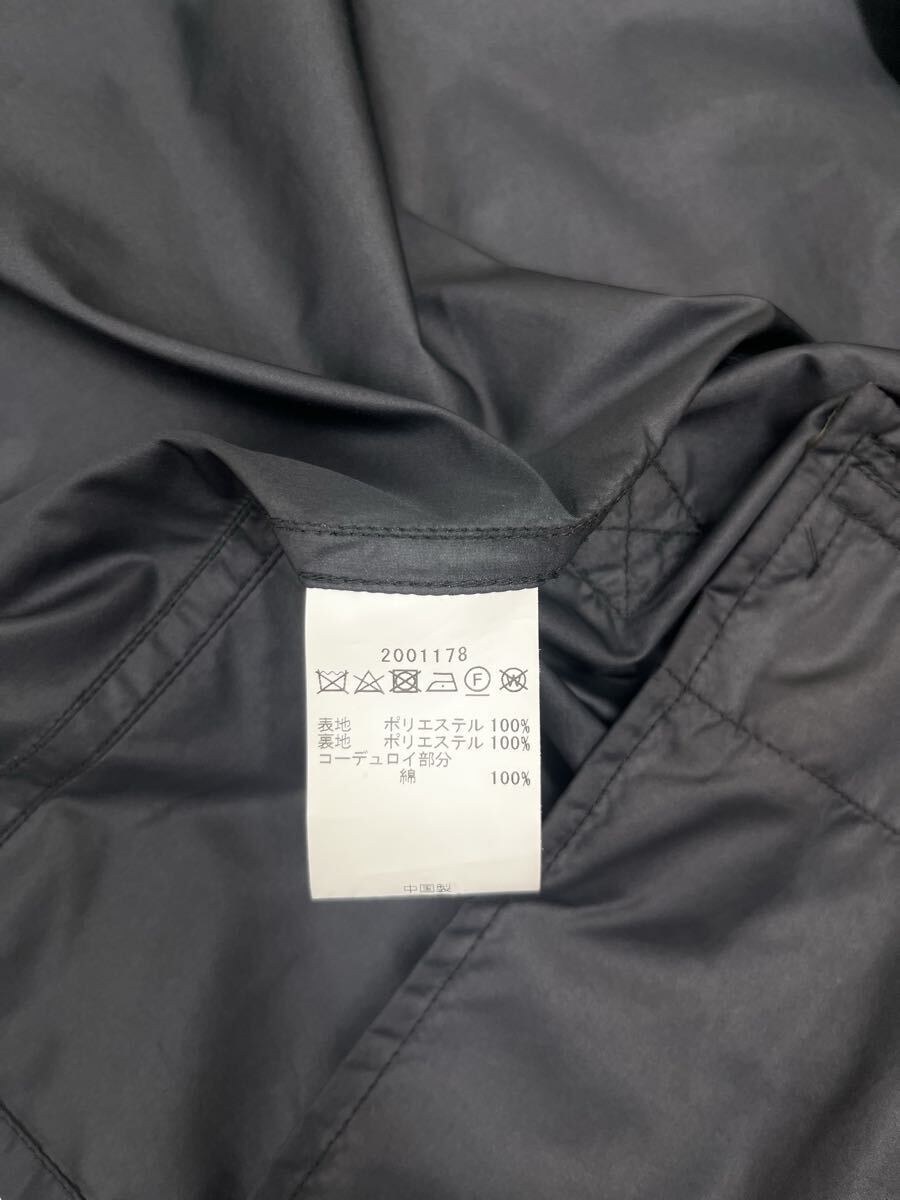 2001178
F W
表地 ポリエステル 100%
裏地 ポリエステル 100%
コーデュロイ部分
綿 100%
中国製